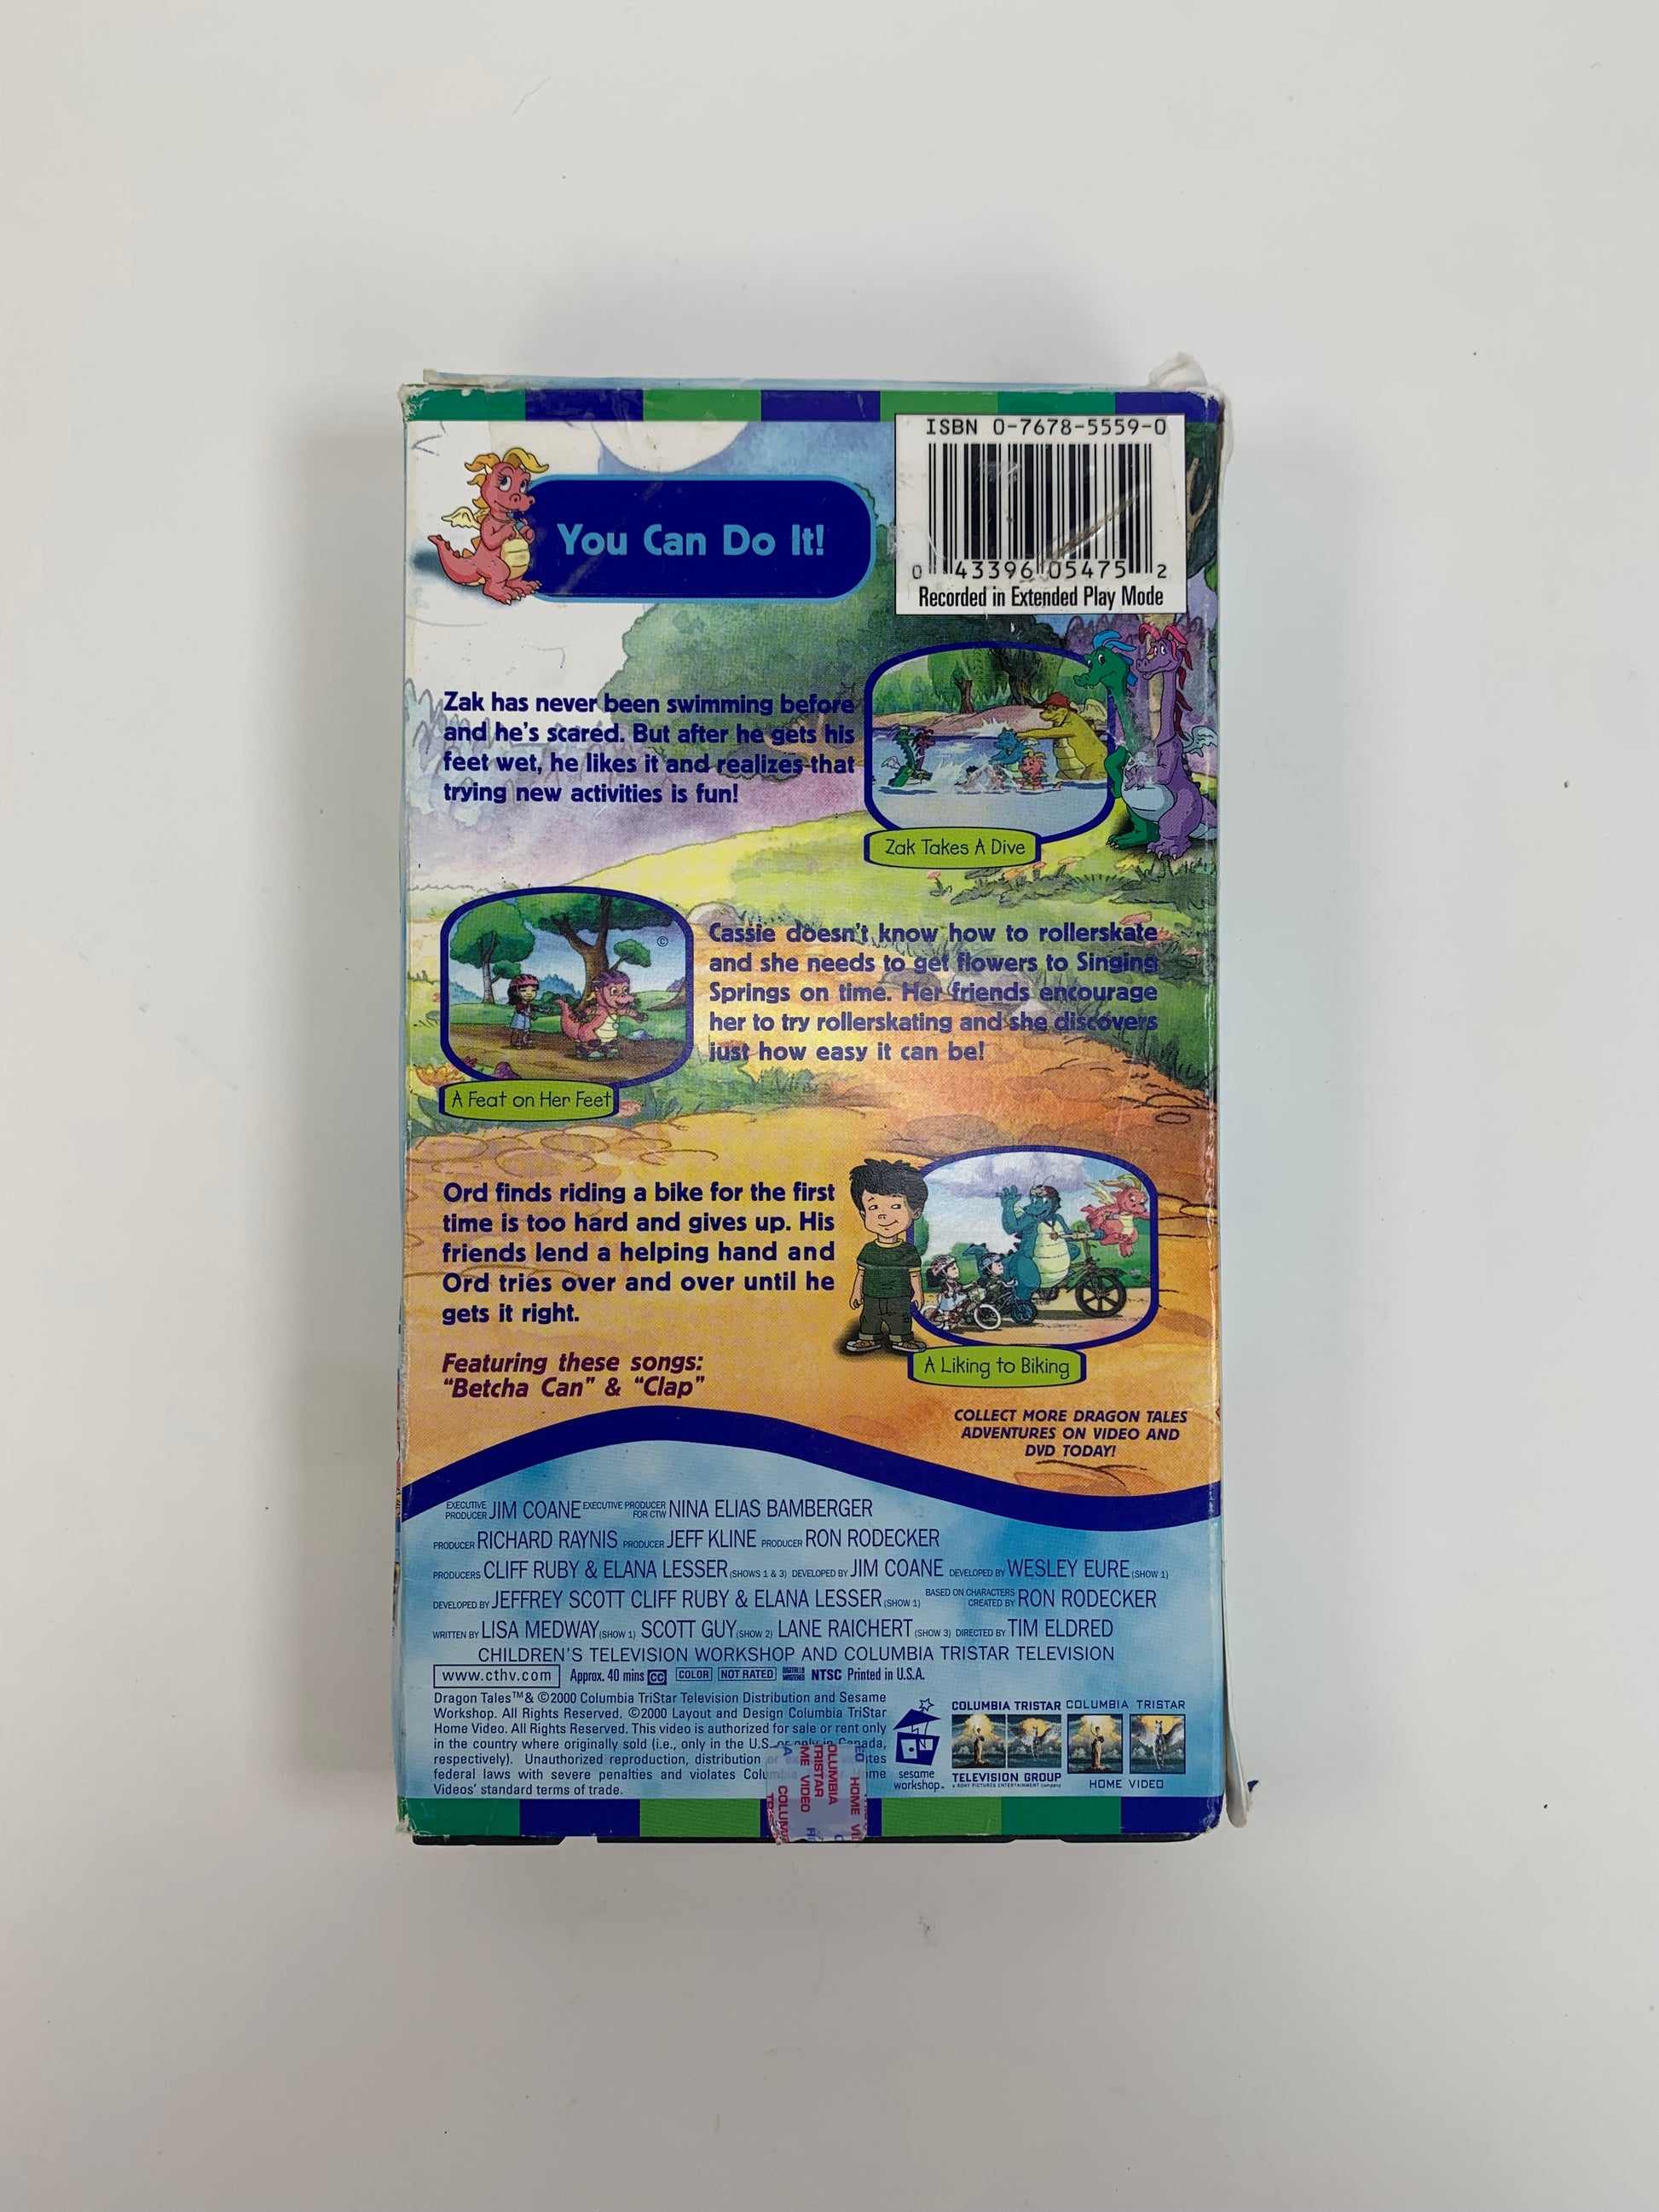 ISBN 0-7678-5559-0
0 43396 05475 2
Recorded in Extended Play Mode
You Can Do It!
Zak has never been swimming before
and he's scared. But after he gets his
feet wet, he likes it and realizes that
trying new activities is fun!
Zak Takes A Dive
©
Cassie doesn't know how to rollerskate
and she needs to get flowers to Singing
Springs on time. Her friends encourage
her to try rollerskating and she discovers
just how easy it can be!
A Feat on Her Feet
Ord finds riding a bike for the first
time is too hard and gives up. His
friends lend a helping hand and
Ord tries over and over until he
gets it right.
A Liking to Biking
Featuring these songs:
"Betcha Can" & "Clap"
COLLECT MORE DRAGON TALES
ADVENTURES ON VIDEO AND
DVD TODAY!
EXECUTIVE PRODUCER JIM COANE EXECUTIVE PRODUCER FOR CTW NINA ELIAS BAMBERGER
PRODUCER RICHARD RAYNIS PRODUCER JEFF KLINE PRODUCER RON RODECKER
PRODUCERS CLIFF RUBY & ELANA LESSER (SHOWS 1 & 3) DEVELOPED BY JIM COANE DEVELOPED BY WESLEY EURE (SHOW 1)
DEVELOPED BY JEFFREY SCOTT CLIFF RUBY & ELANA LESSER (SHOW 1) BASED ON CHARACTERS CREATED BY RON RODECKER
WRITTEN BY LISA MEDWAY (SHOW 1) SCOTT GUY (SHOW 2) LANE RAICHERT (SHOW 3) DIRECTED BY TIM ELDRED
CHILDREN'S TELEVISION WORKSHOP AND COLUMBIA TRISTAR TELEVISION
www.cthv.com Approx. 40 mins CC COLOR NOT RATED DIGITALLY MASTERED NTSC Printed in U.S.A.
Dragon Tales™ & ©2000 Columbia TriStar Television Distribution and Sesame
Workshop. All Rights Reserved. ©2000 Layout and Design Columbia TriStar
Home Video. All Rights Reserved. This video is authorized for sale or rent only
in the country where originally sold (i.e., only in the U.S. or only in Canada,
respectively). Unauthorized reproduction, distribution or
federal laws with severe penalties and violates
Videos' standard terms of trade.
sesame
workshop™
COLUMBIA TRISTAR
TELEVISION GROUP
a SONY PICTURES ENTERTAINMENT company
COLUMBIA TRISTAR
HOME VIDEO
COLUMBIA
TRISTAR
HOME VIDEO